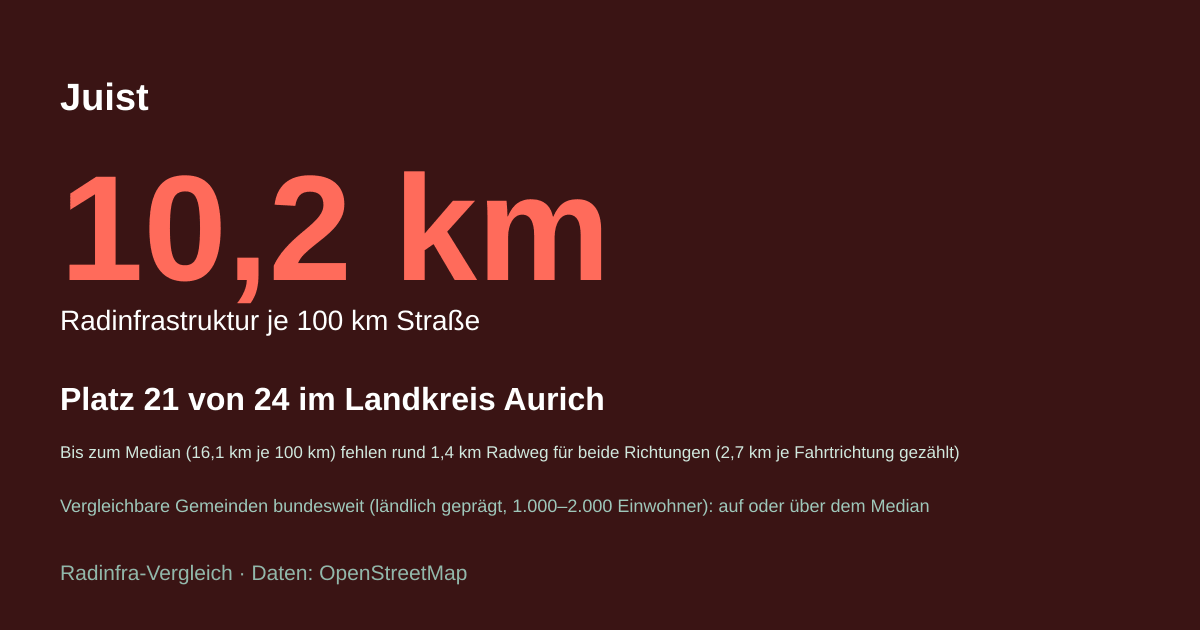 Juist
10,2 km
Radinfrastruktur je 100 km Straße
Platz 21 von 24 im Landkreis Aurich
Bis zum Median (16,1 km je 100 km) fehlen rund 1,4 km Radweg für beide Richtungen (2,7 km je Fahrtrichtung gezählt)
Vergleichbare Gemeinden bundesweit (ländlich geprägt, 1.000–2.000 Einwohner): auf oder über dem Median
Radinfra-Vergleich · Daten: OpenStreetMap